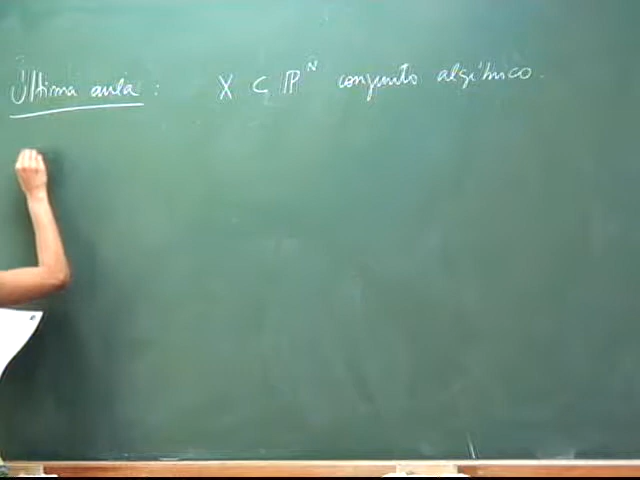 Última aula : X ⊂ ℙᴺ conjunto algébrico.